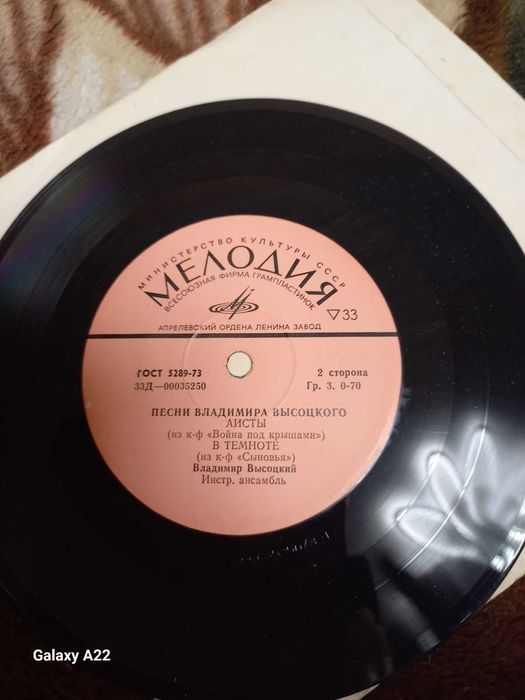 МИНИСТЕРСТВО КУЛЬТУРЫ СССР
МЕЛОДИЯ
ВСЕСОЮЗНАЯ ФИРМА ГРАМПЛАСТИНОК
▽33
АПРЕЛЕВСКИЙ ОРДЕНА ЛЕНИНА ЗАВОД
ГОСТ 5289-73 2 сторона
33Д—00035250 Гр. 3. 0-70
ПЕСНИ ВЛАДИМИРА ВЫСОЦКОГО
АИСТЫ
(из к-ф «Война под крышами»)
В ТЕМНОТЕ
(из к-ф «Сыновья»)
Владимир Высоцкий
Инстр. ансамбль
Galaxy A22